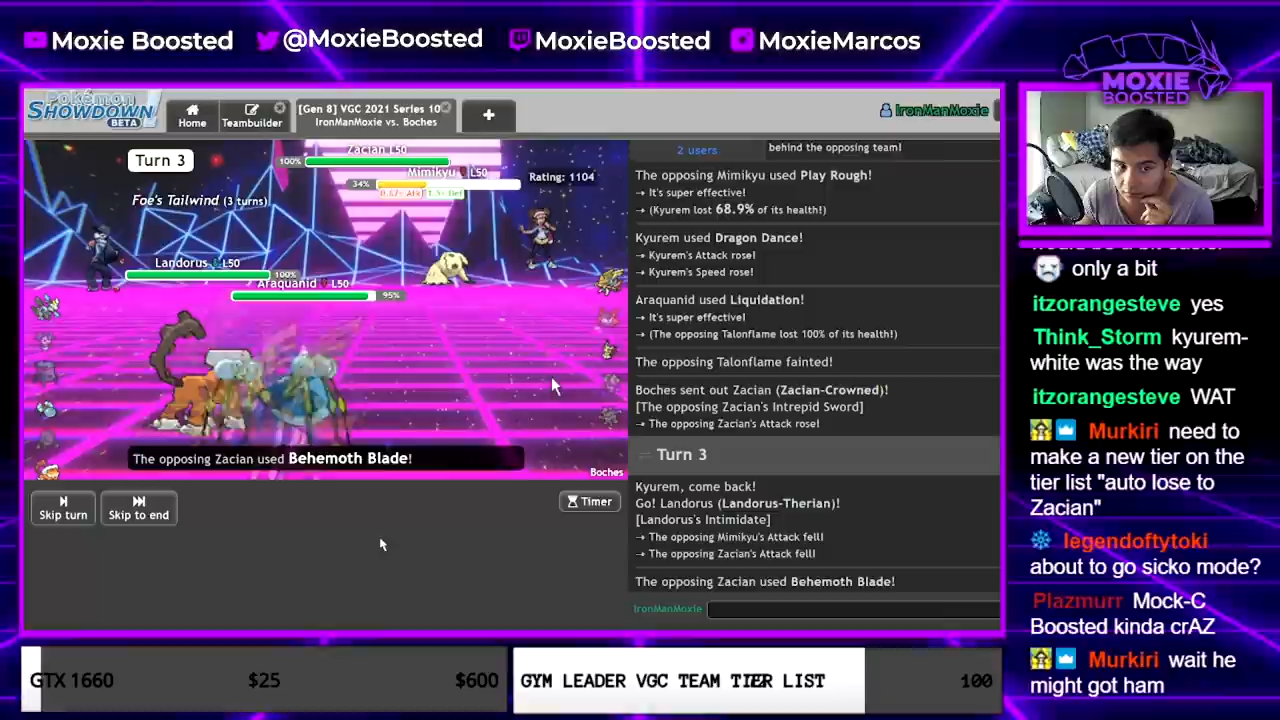 Moxie Boosted
@MoxieBoosted
MoxieBoosted
MoxieMarcos
MOXIE
BOOSTED
Pokémon
SHOWDOWN
BETA
Home
Teambuilder
[Gen 8] VGC 2021 Series 10
IronManMoxie vs. Boches
IronManMoxie
Turn 3
Zacian L50
100%
Mimikyu L50
34%
Rating: 1104
Foe's Tailwind (3 turns)
Landorus L50
100%
Araquanid L50
95%
The opposing Zacian used Behemoth Blade!
Boches
Skip turn
Skip to end
Timer
2 users
behind the opposing team!
The opposing Mimikyu used Play Rough!
→ It's super effective!
→ (Kyurem lost 68.9% of its health!)
Kyurem used Dragon Dance!
→ Kyurem's Attack rose!
→ Kyurem's Speed rose!
Araquanid used Liquidation!
→ It's super effective!
→ (The opposing Talonflame lost 100% of its health!)
The opposing Talonflame fainted!
Boches sent out Zacian (Zacian-Crowned)!
[The opposing Zacian's Intrepid Sword]
→ The opposing Zacian's Attack rose!
Turn 3
Kyurem, come back!
Go! Landorus (Landorus-Therian)!
[Landorus's Intimidate]
→ The opposing Mimikyu's Attack fell!
→ The opposing Zacian's Attack fell!
The opposing Zacian used Behemoth Blade!
IronManMoxie
only a bit
itzorangesteve yes
Think_Storm kyurem-
white was the way
itzorangesteve WAT
Murkiri need to
make a new tier on the
tier list "auto lose to
Zacian"
legendoftytoki
about to go sicko mode?
Plazmurr Mock-C
Boosted kinda crAZ
Murkiri wait he
might got ham
GTX 1660
$25
$600
GYM LEADER VGC TEAM TIER LIST
100